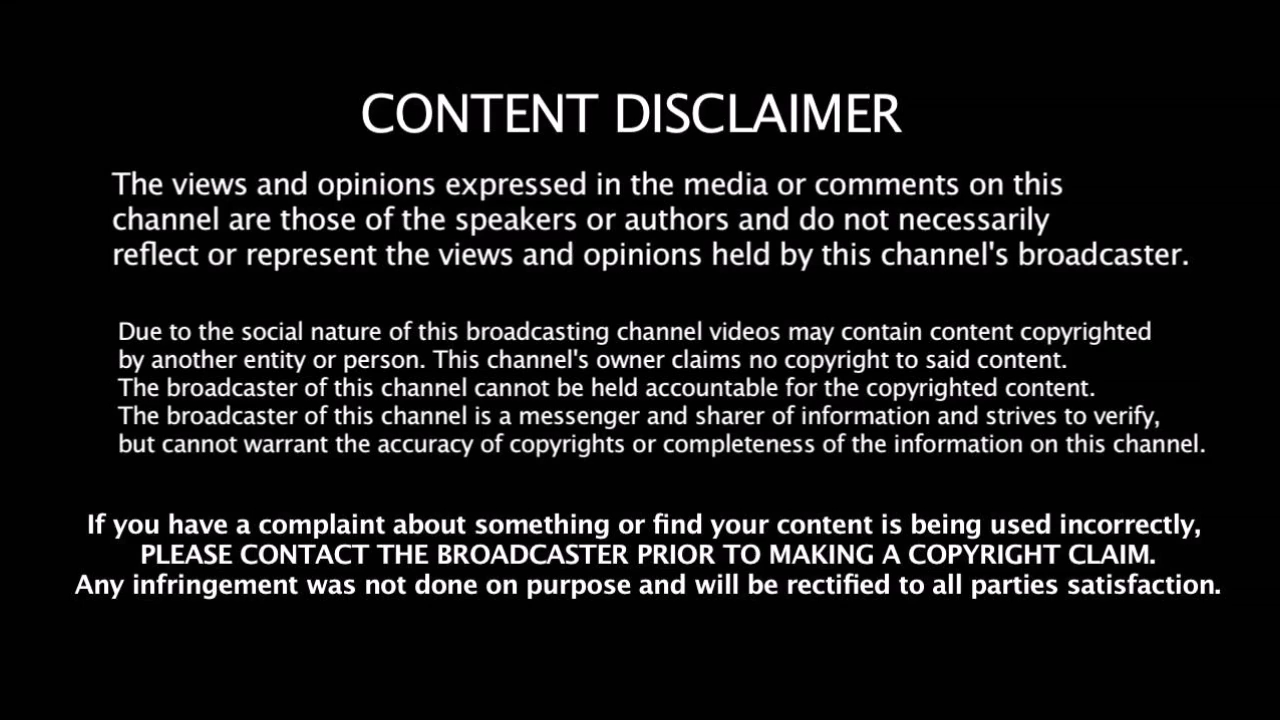 CONTENT DISCLAIMER
The views and opinions expressed in the media or comments on this
channel are those of the speakers or authors and do not necessarily
reflect or represent the views and opinions held by this channel's broadcaster.
Due to the social nature of this broadcasting channel videos may contain content copyrighted
by another entity or person. This channel's owner claims no copyright to said content.
The broadcaster of this channel cannot be held accountable for the copyrighted content.
The broadcaster of this channel is a messenger and sharer of information and strives to verify,
but cannot warrant the accuracy of copyrights or completeness of the information on this channel.
If you have a complaint about something or find your content is being used incorrectly,
PLEASE CONTACT THE BROADCASTER PRIOR TO MAKING A COPYRIGHT CLAIM.
Any infringement was not done on purpose and will be rectified to all parties satisfaction.